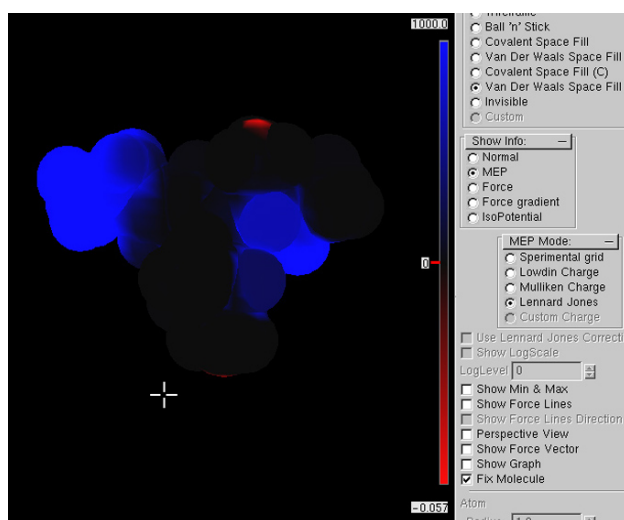 1000.0
0
-0.057
Wireframe
Ball 'n' Stick
Covalent Space Fill
Van Der Waals Space Fill
Covalent Space Fill (C)
Van Der Waals Space Fill
Invisible
Custom
Show Info:
Normal
MEP
Force
Force gradient
IsoPotential
MEP Mode:
Sperimental grid
Lowdin Charge
Mulliken Charge
Lennard Jones
Custom Charge
Use Lennard Jones Correcti
Show LogScale
LogLevel 0
Show Min & Max
Show Force Lines
Show Force Lines Direction
Perspective View
Show Force Vector
Show Graph
Fix Molecule
Atom